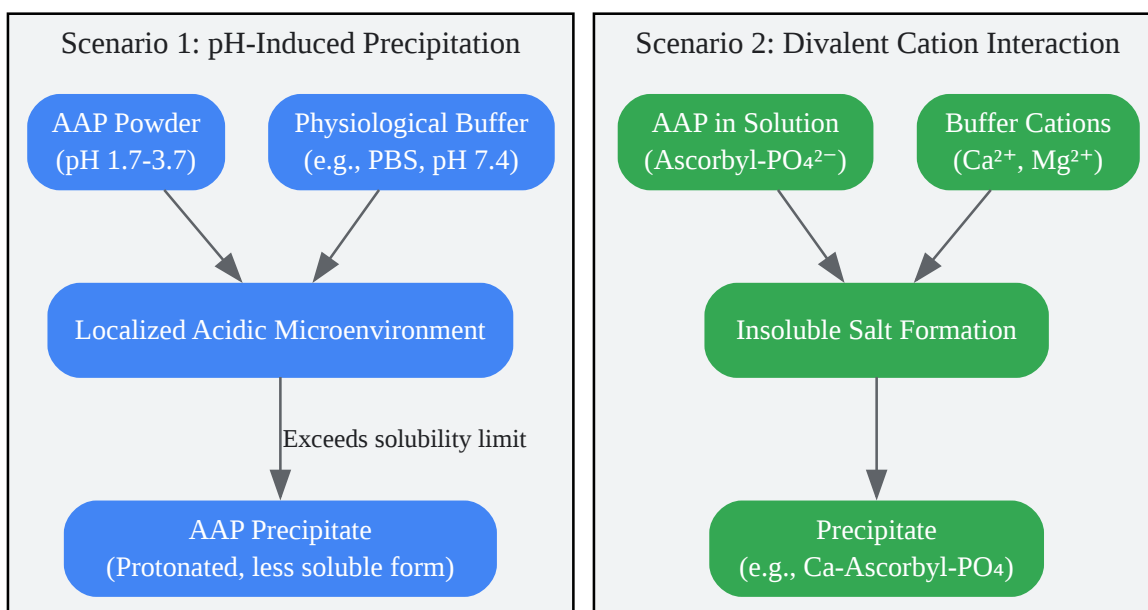 Scenario 1: pH-Induced Precipitation
AAP Powder
(pH 1.7-3.7)
Physiological Buffer
(e.g., PBS, pH 7.4)
Localized Acidic Microenvironment
Exceeds solubility limit
AAP Precipitate
(Protonated, less soluble form)
Scenario 2: Divalent Cation Interaction
AAP in Solution
(Ascorbyl-PO₄²⁻)
Buffer Cations
(Ca²⁺, Mg²⁺)
Insoluble Salt Formation
Precipitate
(e.g., Ca-Ascorbyl-PO₄)